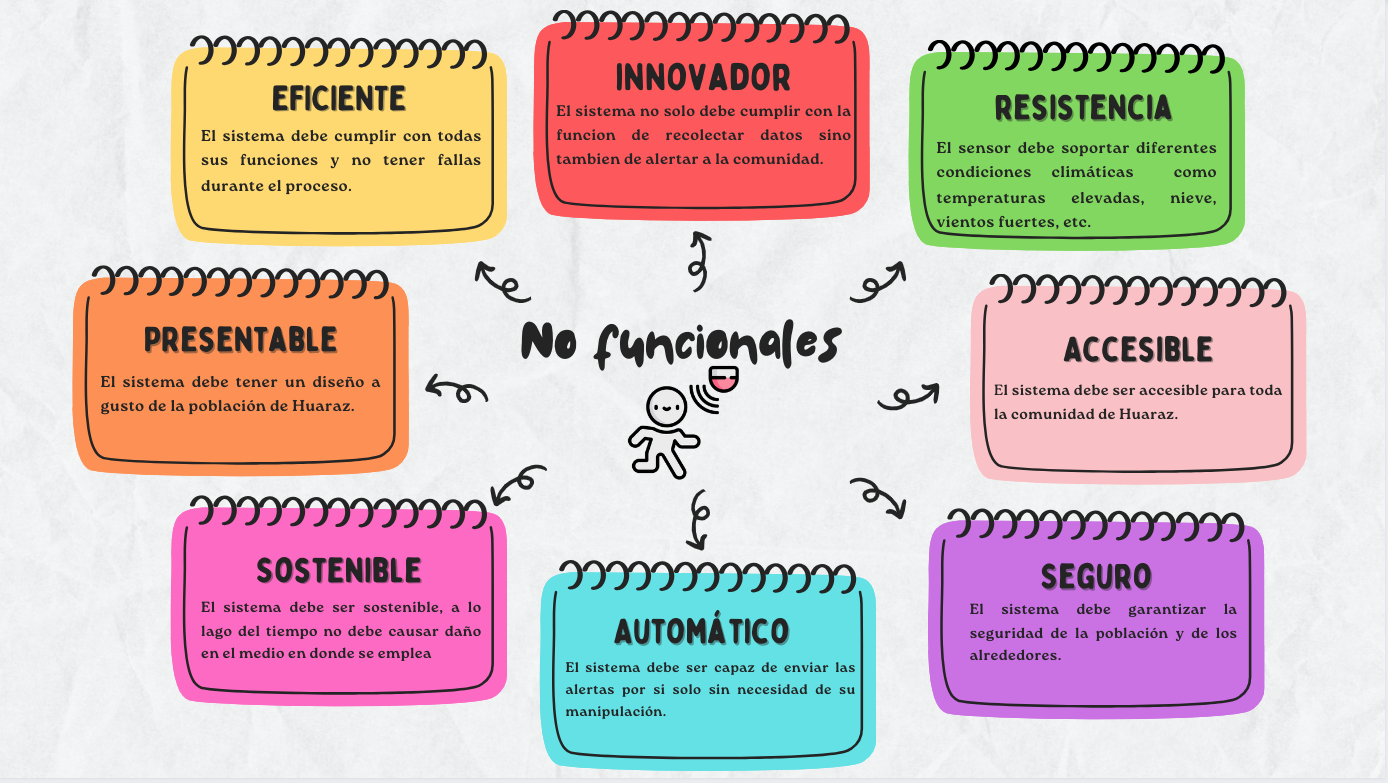 EFICIENTE
El sistema debe cumplir con todas
sus funciones y no tener fallas
durante el proceso.
INNOVADOR
El sistema no solo debe cumplir con la
funcion de recolectar datos sino
tambien de alertar a la comunidad.
RESISTENCIA
El sensor debe soportar diferentes
condiciones climáticas como
temperaturas elevadas, nieve,
vientos fuertes, etc.
PRESENTABLE
El sistema debe tener un diseño a
gusto de la población de Huaraz.
No funcionales
ACCESIBLE
El sistema debe ser accesible para toda
la comunidad de Huaraz.
SOSTENIBLE
El sistema debe ser sostenible, a lo
lago del tiempo no debe causar daño
en el medio en donde se emplea
AUTOMÁTICO
El sistema debe ser capaz de enviar las
alertas por si solo sin necesidad de su
manipulación.
SEGURO
El sistema debe garantizar la
seguridad de la población y de los
alrededores.